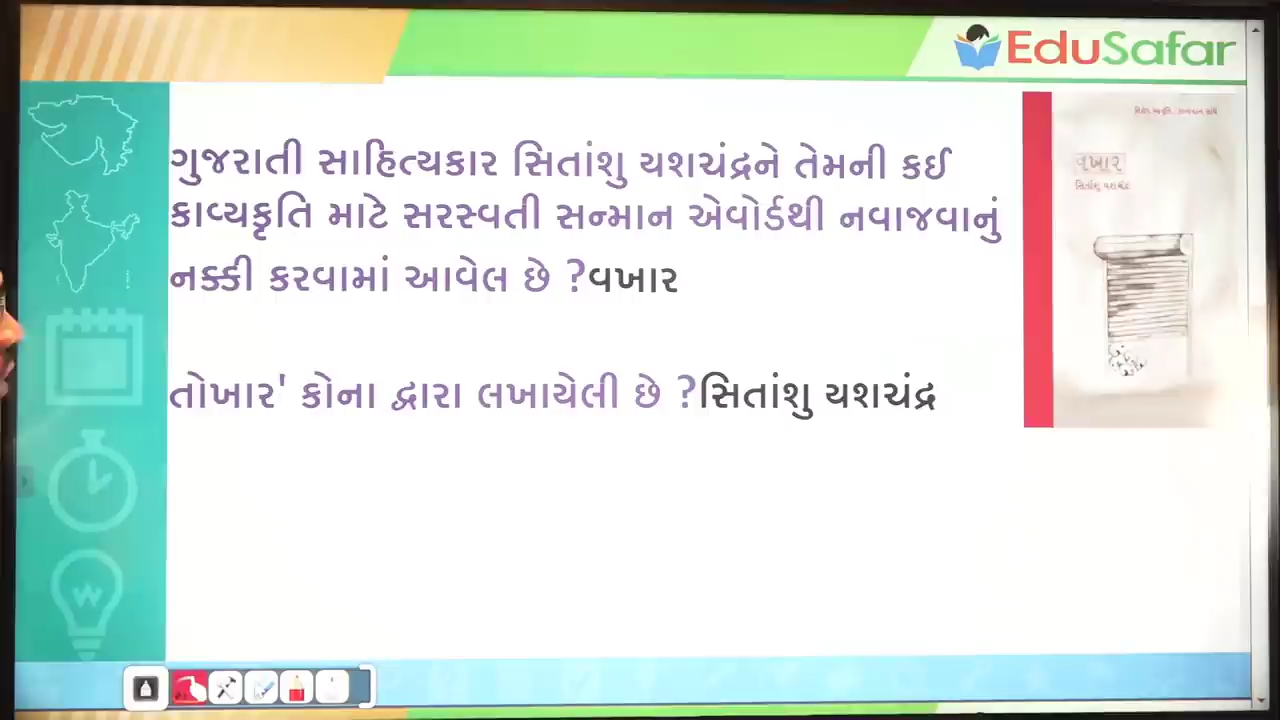 EduSafar
ગુજરાતી સાહિત્યકાર સિતાંશુ યશચંદ્રને તેમની કઈ
કાવ્યકૃતિ માટે સરસ્વતી સન્માન એવોર્ડથી નવાજવાનું
નક્કી કરવામાં આવેલ છે ?વખાર
તોખાર' કોના દ્વારા લખાયેલી છે ?સિતાંશુ યશચંદ્ર
વખાર
સિતાંશુ યશચંદ્ર